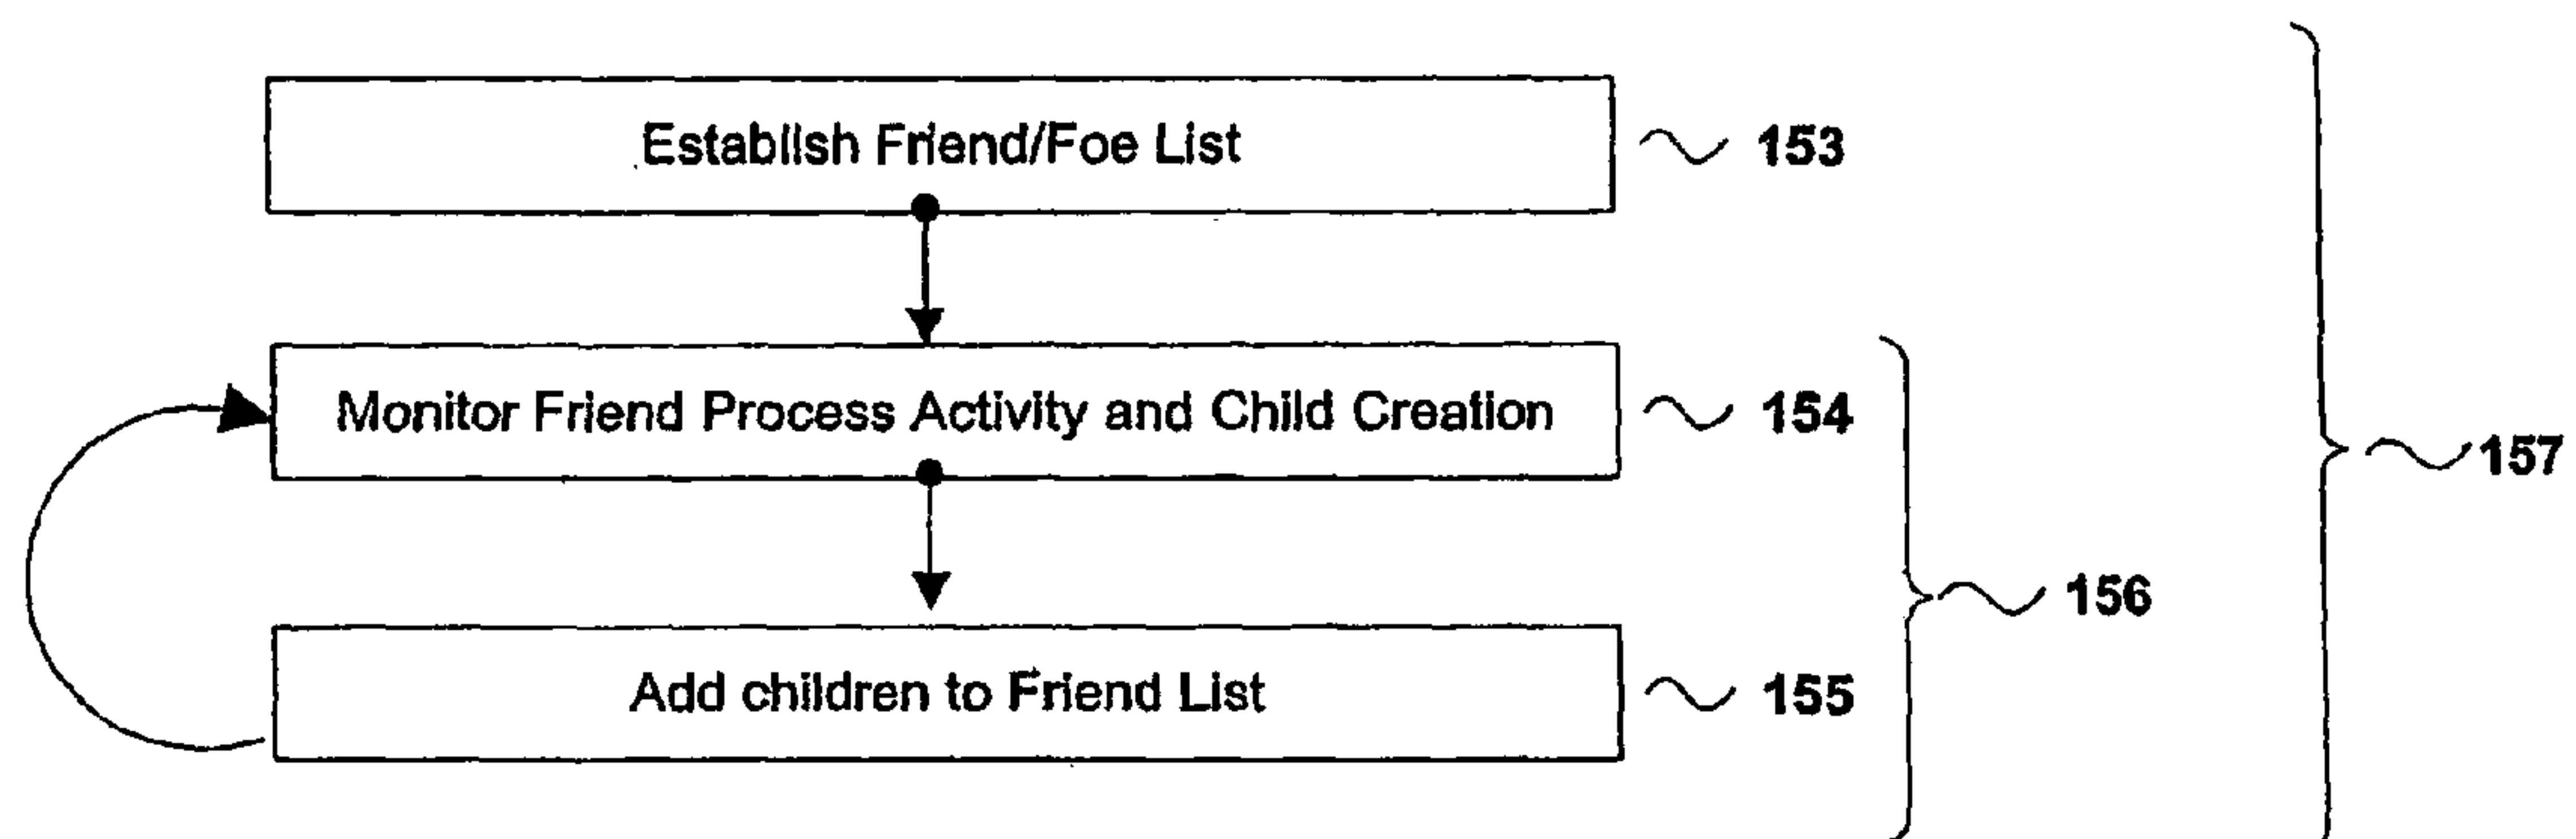 Establish Friend/Foe List
153
Monitor Friend Process Activity and Child Creation
154
157
156
Add children to Friend List
155